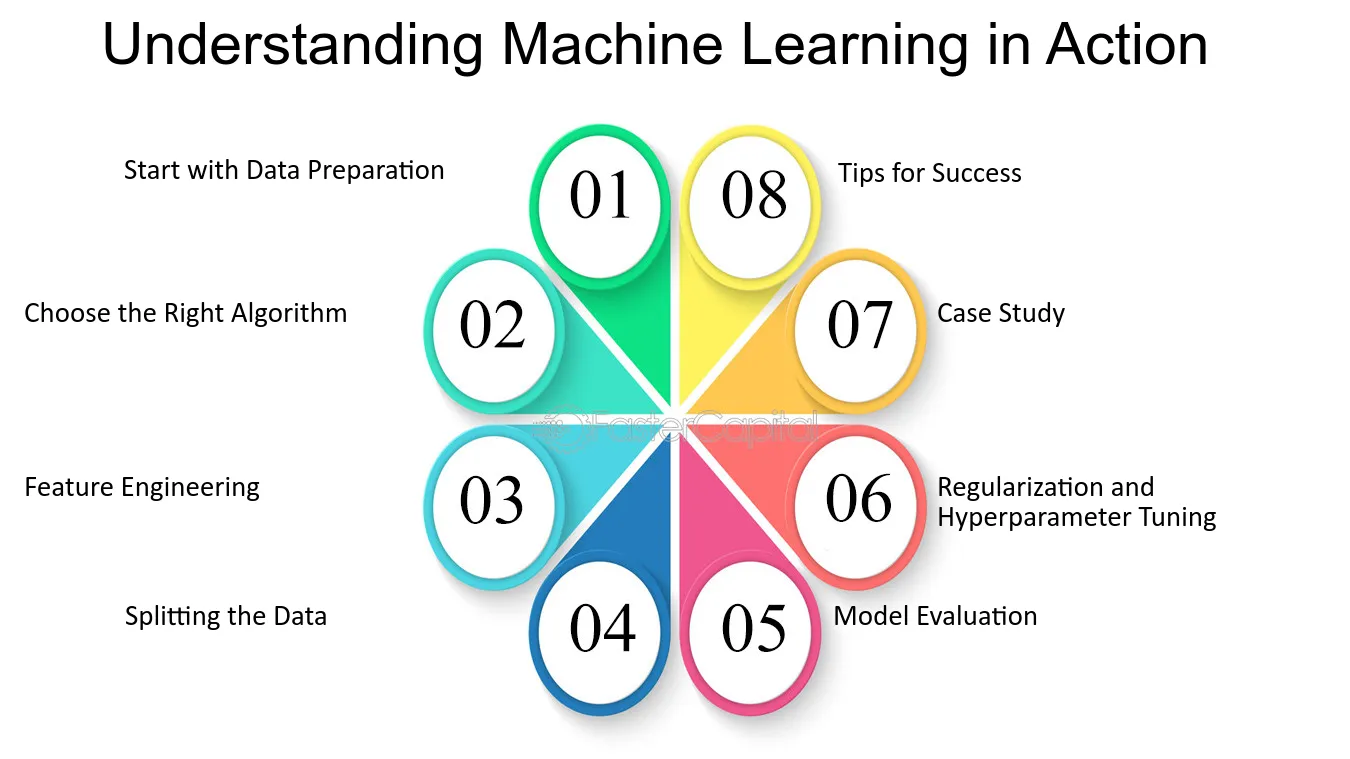 Understanding Machine Learning in Action
Start with Data Preparation
01
08
Tips for Success
Choose the Right Algorithm
02
07
Case Study
FasterCapital
Feature Engineering
03
06
Regularization and
Hyperparameter Tuning
Splitting the Data
04
05
Model Evaluation